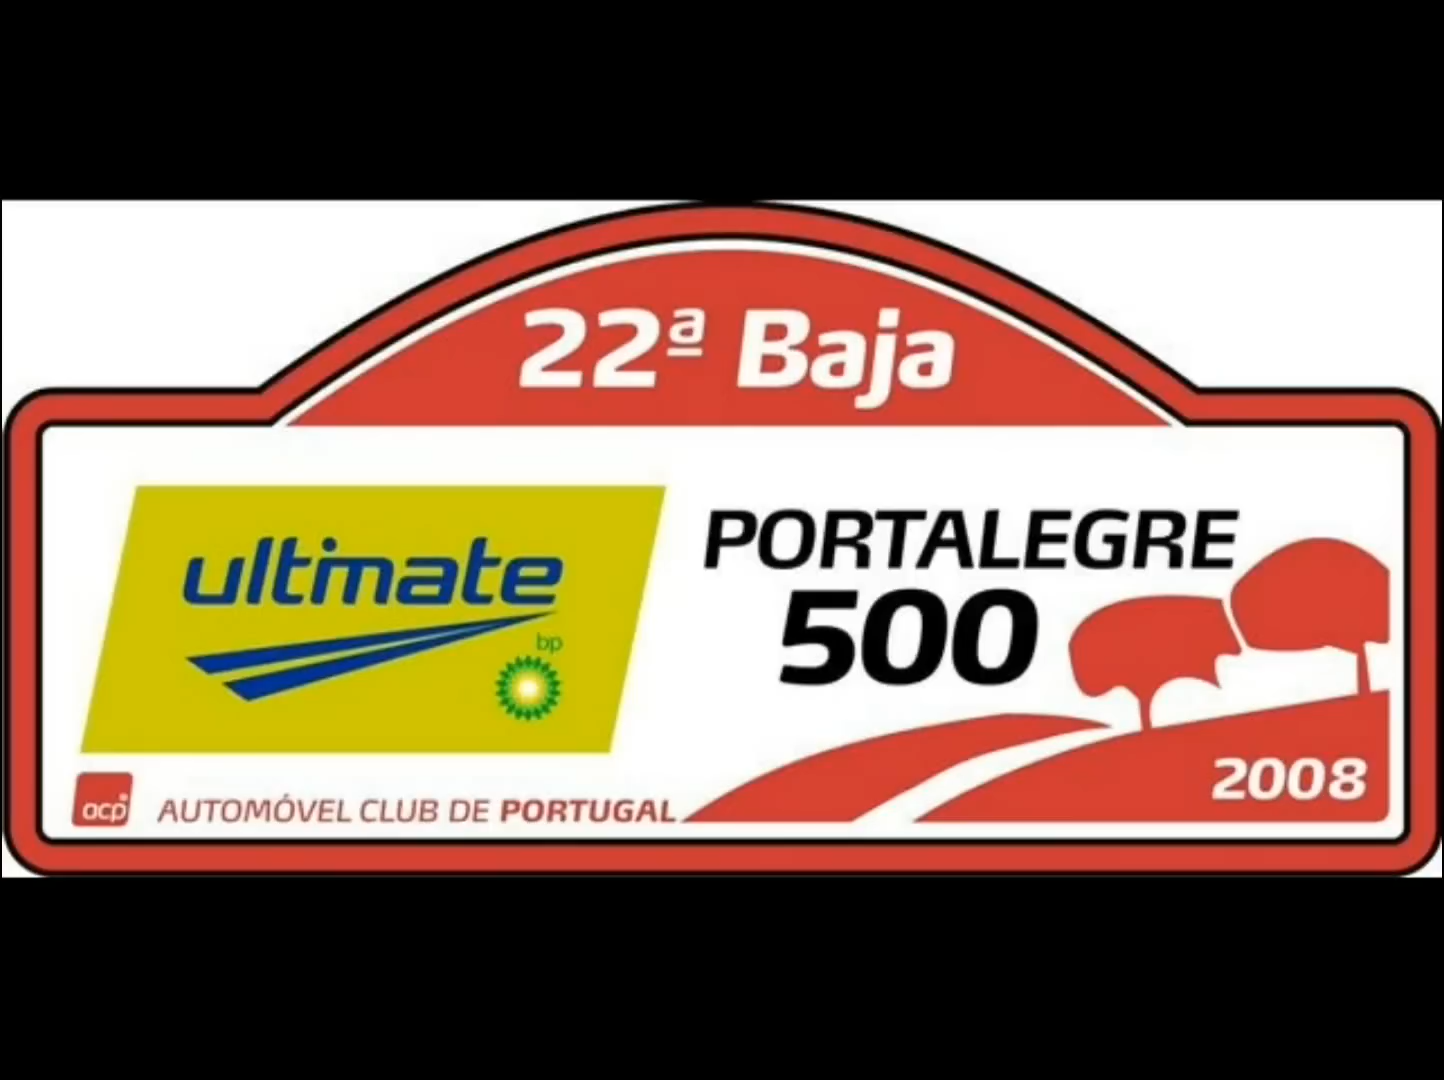 22ª Baja
ultimate
bp
PORTALEGRE
500
2008
acp
AUTOMÓVEL CLUB DE PORTUGAL